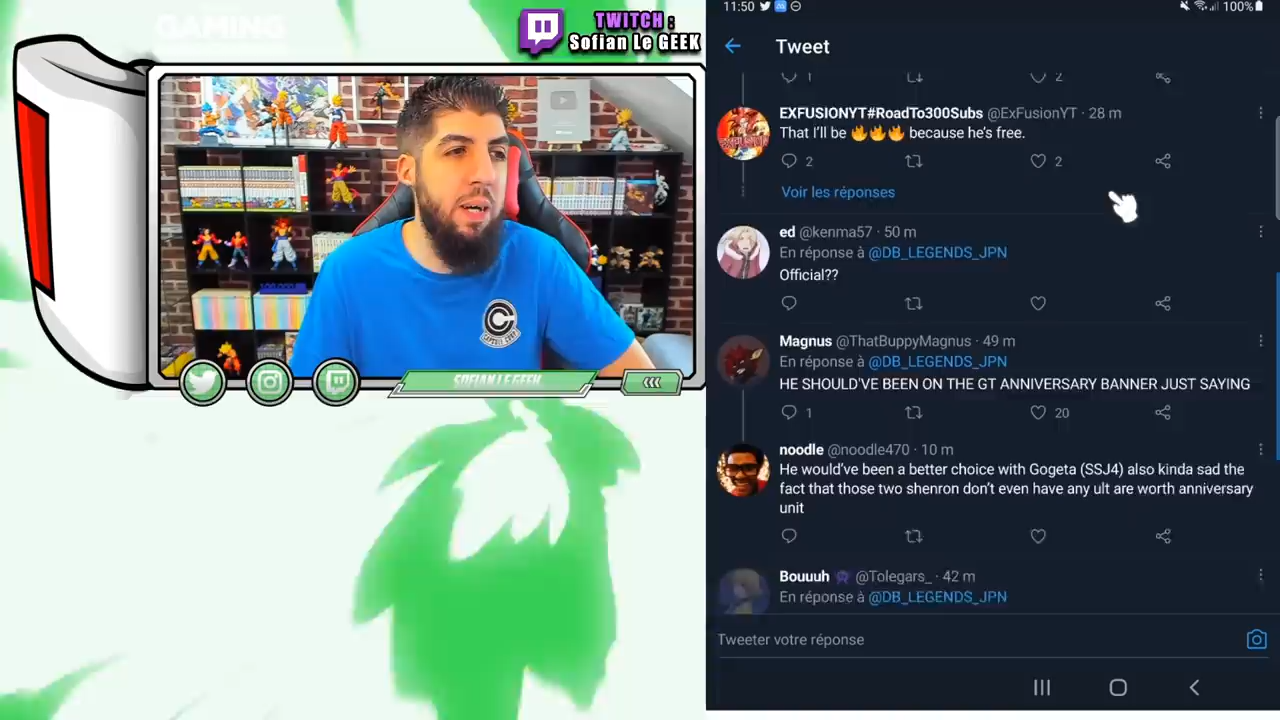 GAMING
TWITCH :
Sofian Le GEEK
SOFIAN LE GEEK
11:50
100%
Tweet
1
2
EXFUSIONYT#RoadTo300Subs @ExFusionYT · 28 m
That I'll be 🔥🔥🔥 because he's free.
2
2
Voir les réponses
ed @kenma57 · 50 m
En réponse à @DB_LEGENDS_JPN
Official??
Magnus @ThatBuppyMagnus · 49 m
En réponse à @DB_LEGENDS_JPN
HE SHOULD'VE BEEN ON THE GT ANNIVERSARY BANNER JUST SAYING
1
20
noodle @noodle470 · 10 m
He would've been a better choice with Gogeta (SSJ4) also kinda sad the
fact that those two shenron don't even have any ult are worth anniversary
unit
Bouuuh @Tolegars_ · 42 m
En réponse à @DB_LEGENDS_JPN
Tweeter votre réponse